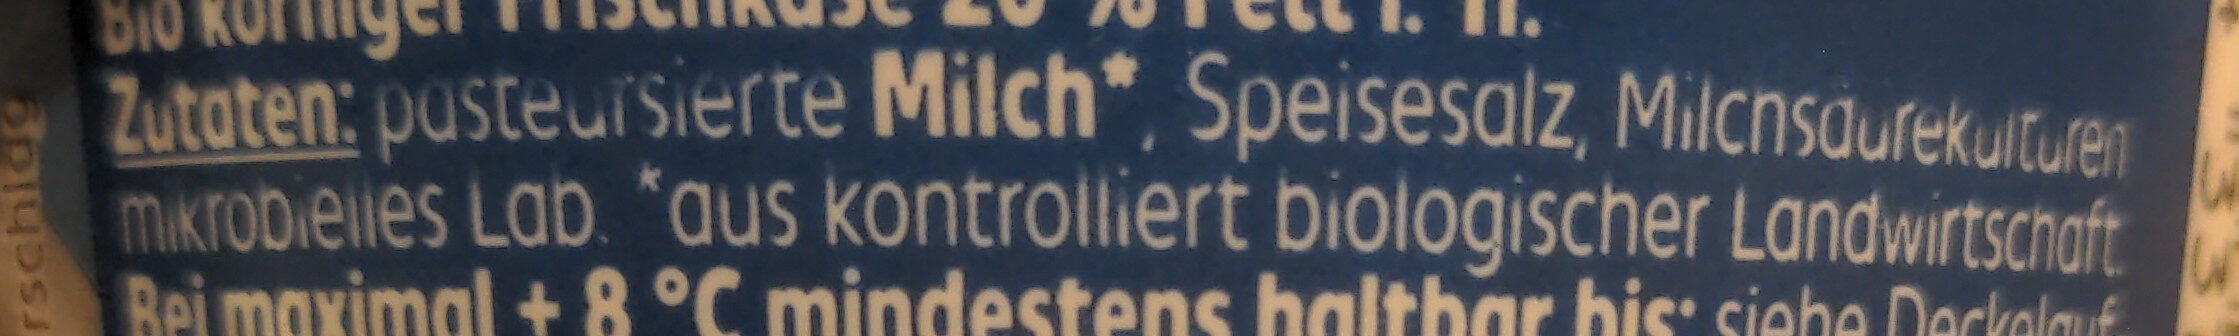 Bio körniger Frischkäse 20 % Fett i. Tr.
Zutaten: pasteursierte Milch*, Speisesalz, Milchsäurekulturen
mikrobielles Lab. *aus kontrolliert biologischer Landwirtschaft.
Bei maximal + 8 °C mindestens haltbar bis: siehe Deckelauf